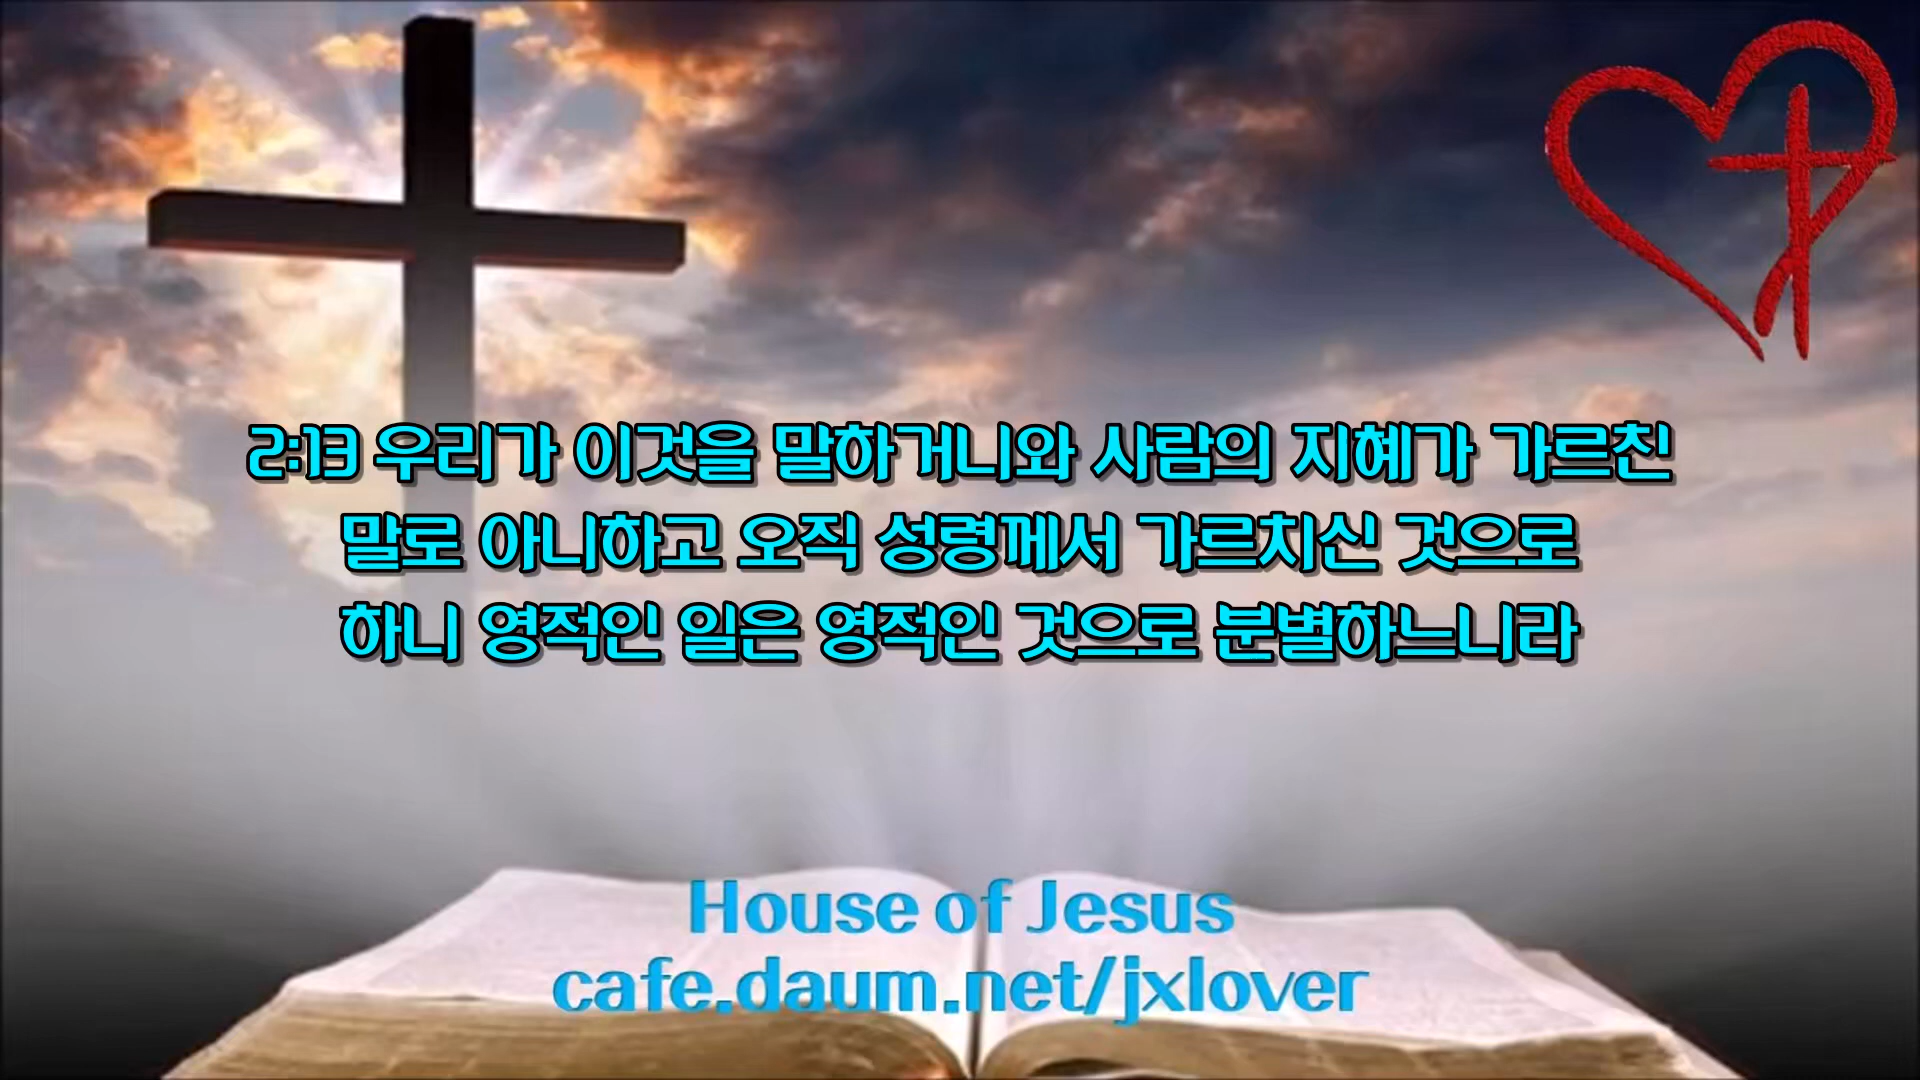 2:13 우리가 이것을 말하거니와 사람의 지혜가 가르친
말로 아니하고 오직 성령께서 가르치신 것으로
하니 영적인 일은 영적인 것으로 분별하느니라
House of Jesus
cafe.daum.net/jxlover